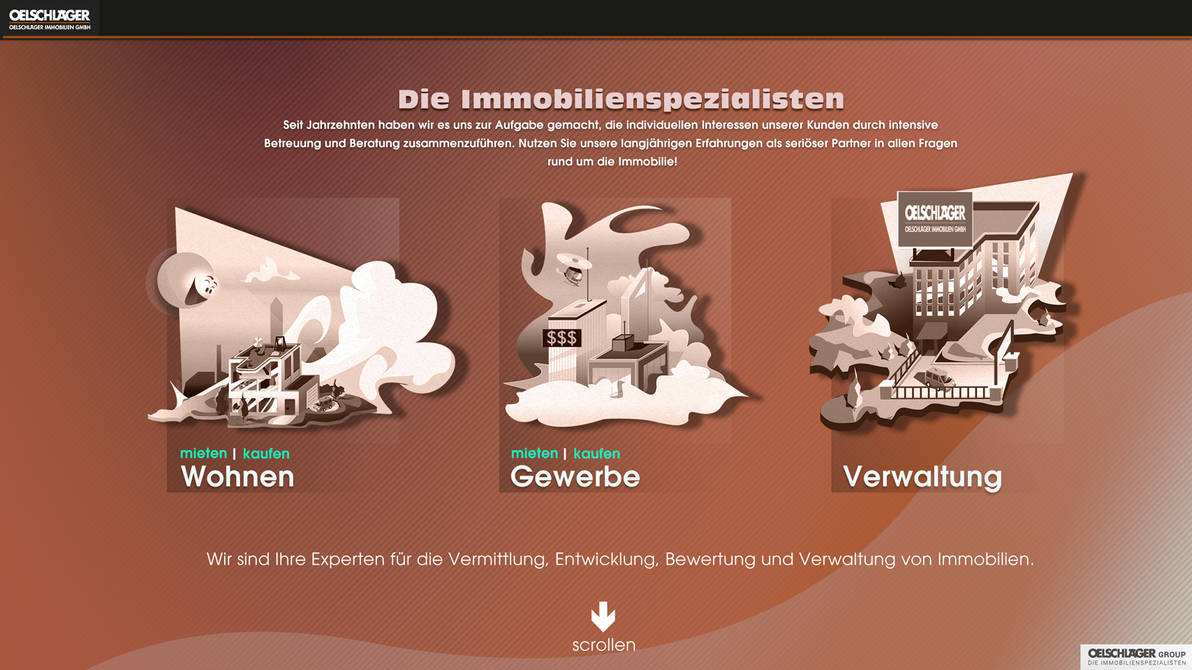 OELSCHLÄGER
OELSCHLÄGER IMMOBILIEN GMBH
Die Immobilienspezialisten
Seit Jahrzehnten haben wir es uns zur Aufgabe gemacht, die individuellen Interessen unserer Kunden durch intensive
Betreuung und Beratung zusammenzuführen. Nutzen Sie unsere langjährigen Erfahrungen als seriöser Partner in allen Fragen
rund um die Immobilie!
OELSCHLÄGER
OELSCHLÄGER IMMOBILIEN GMBH
$$$
mieten | kaufen
Wohnen
mieten | kaufen
Gewerbe
Verwaltung
Wir sind Ihre Experten für die Vermittlung, Entwicklung, Bewertung und Verwaltung von Immobilien.
scrollen
OELSCHLÄGER GROUP
DIE IMMOBILIENSPEZIALISTEN